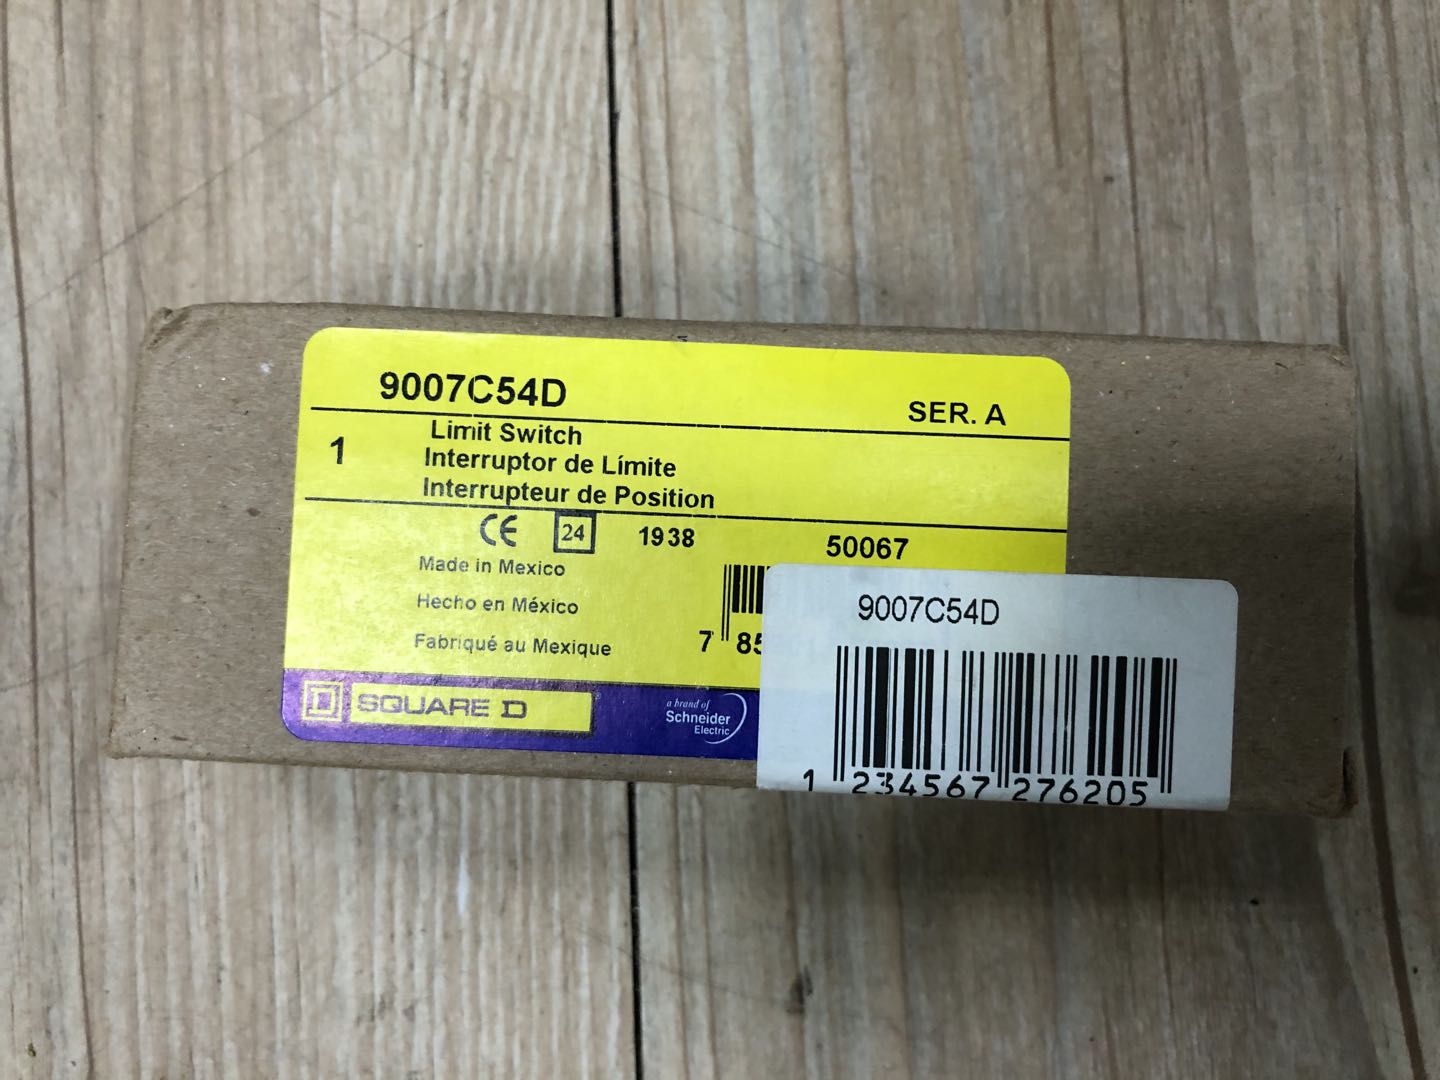 9007C54D
SER. A
1
Limit Switch
Interruptor de Límite
Interrupteur de Position
CE 24 1938 50067
Made in Mexico
Hecho en México
Fabriqué au Mexique
7 85
SQUARE D
a brand of
Schneider
Electric
9007C54D
1 234567 276205